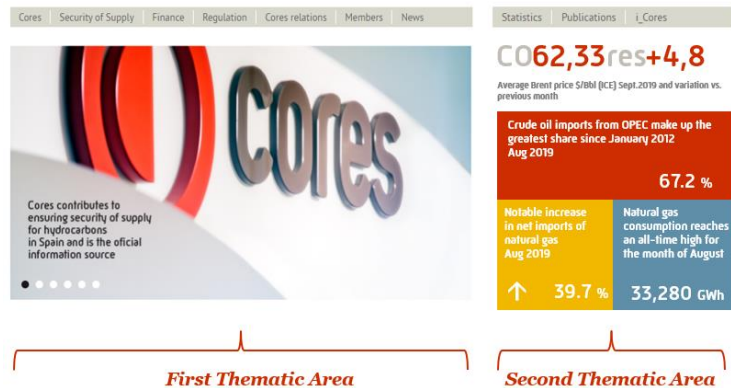 Cores | Security of Supply | Finance | Regulation | Cores relations | Members | News
cores
Cores contributes to
ensuring security of supply
for hydrocarbons
in Spain and is the oficial
information source
First Thematic Area
Statistics | Publications | i_Cores
CO62,33res+4,8
Average Brent price $/Bbl (ICE) Sept.2019 and variation vs.
previous month
Crude oil imports from OPEC make up the
greatest share since January 2012
Aug 2019
67.2 %
Notable increase
in net imports of
natural gas
Aug 2019
39.7 %
Natural gas
consumption reaches
an all-time high for
the month of August
33,280 GWh
Second Thematic Area